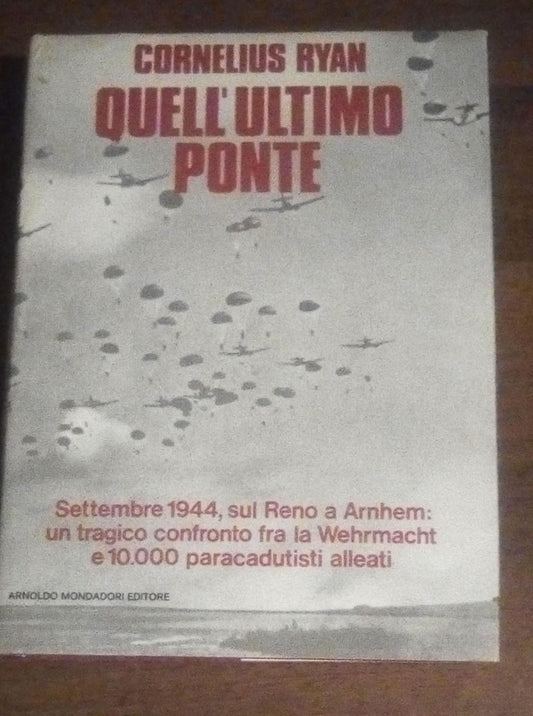 CORNELIUS RYAN
QUELL'ULTIMO
PONTE
Settembre 1944, sul Reno a Arnhem:
un tragico confronto fra la Wehrmacht
e 10.000 paracadutisti alleati
ARNOLDO MONDADORI EDITORE